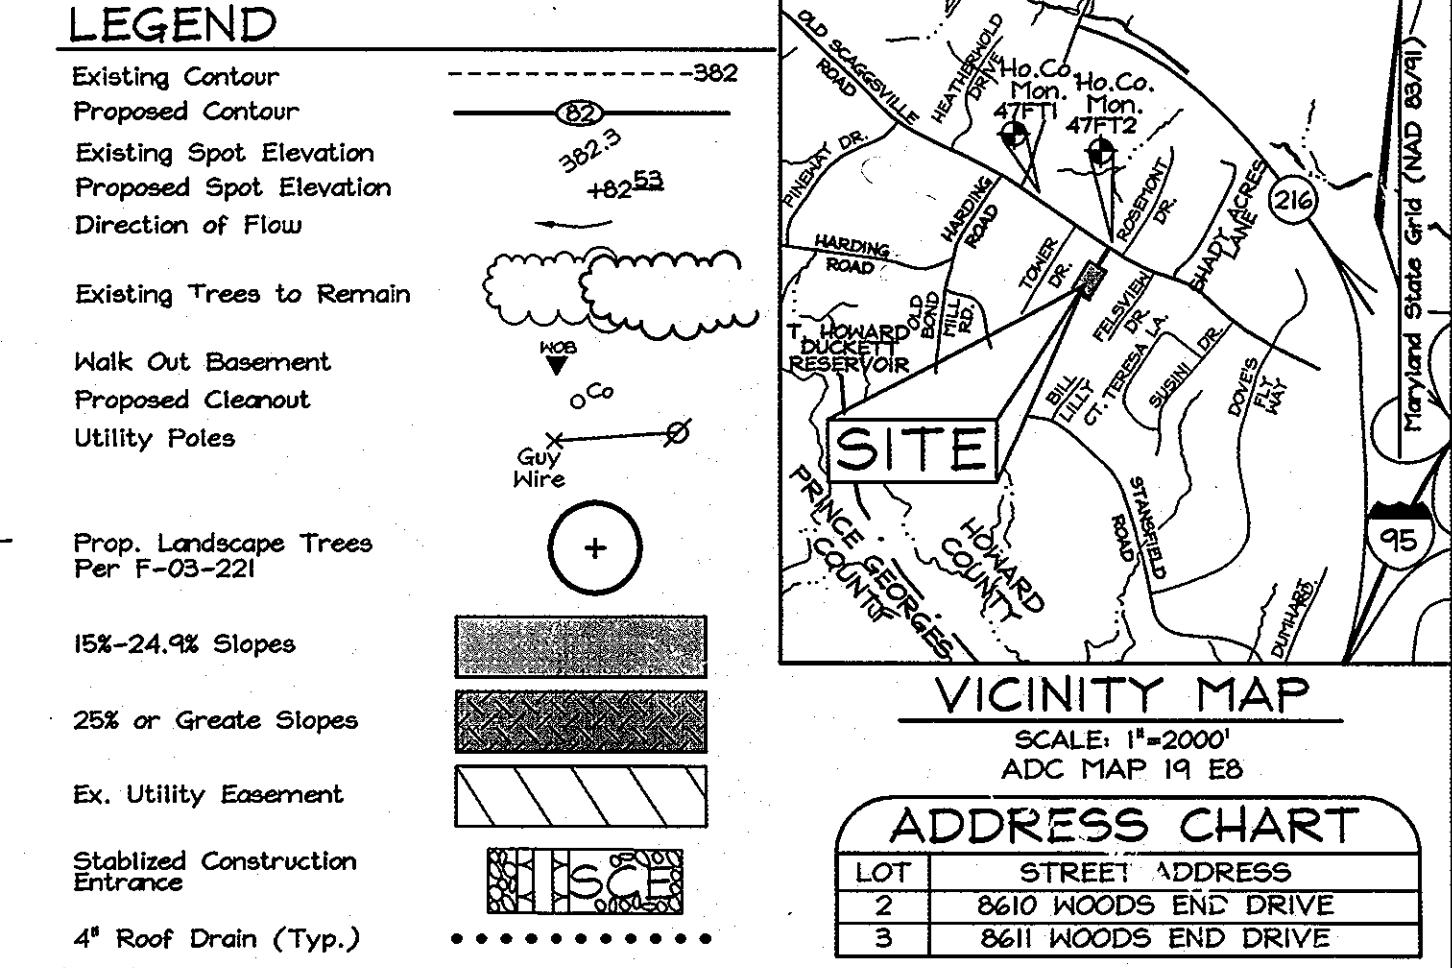 LEGEND
Existing Contour
382
Proposed Contour
82
Existing Spot Elevation
382.3
Proposed Spot Elevation
+82 53
Direction of Flow
Existing Trees to Remain
Walk Out Basement
WOB
Proposed Cleanout
Co
Utility Poles
Guy
Wire
Prop. Landscape Trees
Per F-03-221
15%-24.9% Slopes
25% or Greate Slopes
Ex. Utility Easement
Stablized Construction
Entrance
SCE
4" Roof Drain (Typ.)
OLD SCAGGSVILLE
ROAD
HEATHERWOLD
DRIVE
Ho.Co.
Mon.
47FT1
Ho.Co.
Mon.
47FT2
PINEWAY DR.
HARDING
ROAD
HARDING
ROAD
TOWER
DR.
ROSEMONT
DR.
SHADY ACRES
LANE
216
Maryland State Grid (NAD 83/91)
OLD
BOND
MILL
RD.
FELSVIEW
DR.
T. HOWARD
DUCKETT
RESERVOIR
BILL
LILLY
CT.
TERESA LA.
SUSINI DR.
DOVE'S
FLY
WAY
SITE
PRINCE GEORGES
COUNTY
HOWARD
COUNTY
STANSFIELD
ROAD
95
DUMHART
VICINITY MAP
SCALE: 1"=2000'
ADC MAP 19 E8
ADDRESS CHART
LOT STREET ADDRESS
2 8610 WOODS END DRIVE
3 8611 WOODS END DRIVE